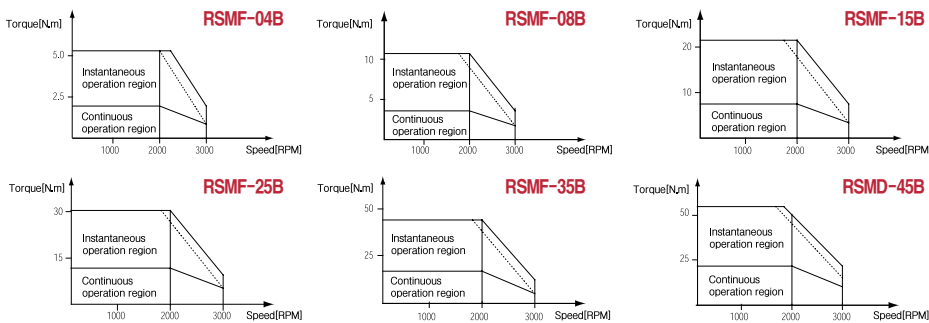 Torque[N.m] RSMF-04B
5.0
Instantaneous
operation region
2.5
Continuous
operation region
1000 2000 3000 Speed[RPM]
Torque[N.m] RSMF-08B
10
Instantaneous
operation region
5
Continuous
operation region
1000 2000 3000 Speed[RPM]
Torque[N.m] RSMF-15B
20
Instantaneous
operation region
10
Continuous
operation region
1000 2000 3000 Speed[RPM]
Torque[N.m] RSMF-25B
30
Instantaneous
operation region
15
Continuous
operation region
1000 2000 3000 Speed[RPM]
Torque[N.m] RSMF-35B
50
Instantaneous
operation region
25
Continuous
operation region
1000 2000 3000 Speed[RPM]
Torque[N.m] RSMD-45B
50
Instantaneous
operation region
25
Continuous
operation region
1000 2000 3000 Speed[RPM]